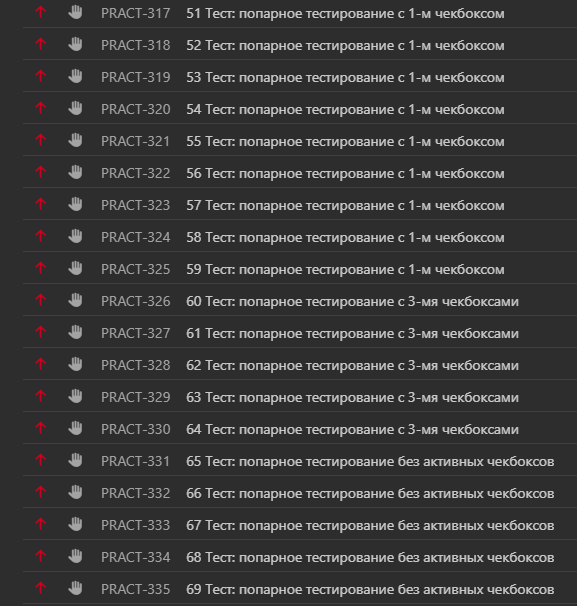 PRACT-317 51 Тест: попарное тестирование с 1-м чекбоксом
PRACT-318 52 Тест: попарное тестирование с 1-м чекбоксом
PRACT-319 53 Тест: попарное тестирование с 1-м чекбоксом
PRACT-320 54 Тест: попарное тестирование с 1-м чекбоксом
PRACT-321 55 Тест: попарное тестирование с 1-м чекбоксом
PRACT-322 56 Тест: попарное тестирование с 1-м чекбоксом
PRACT-323 57 Тест: попарное тестирование с 1-м чекбоксом
PRACT-324 58 Тест: попарное тестирование с 1-м чекбоксом
PRACT-325 59 Тест: попарное тестирование с 1-м чекбоксом
PRACT-326 60 Тест: попарное тестирование с 3-мя чекбоксами
PRACT-327 61 Тест: попарное тестирование с 3-мя чекбоксами
PRACT-328 62 Тест: попарное тестирование с 3-мя чекбоксами
PRACT-329 63 Тест: попарное тестирование с 3-мя чекбоксами
PRACT-330 64 Тест: попарное тестирование с 3-мя чекбоксами
PRACT-331 65 Тест: попарное тестирование без активных чекбоксов
PRACT-332 66 Тест: попарное тестирование без активных чекбоксов
PRACT-333 67 Тест: попарное тестирование без активных чекбоксов
PRACT-334 68 Тест: попарное тестирование без активных чекбоксов
PRACT-335 69 Тест: попарное тестирование без активных чекбоксов